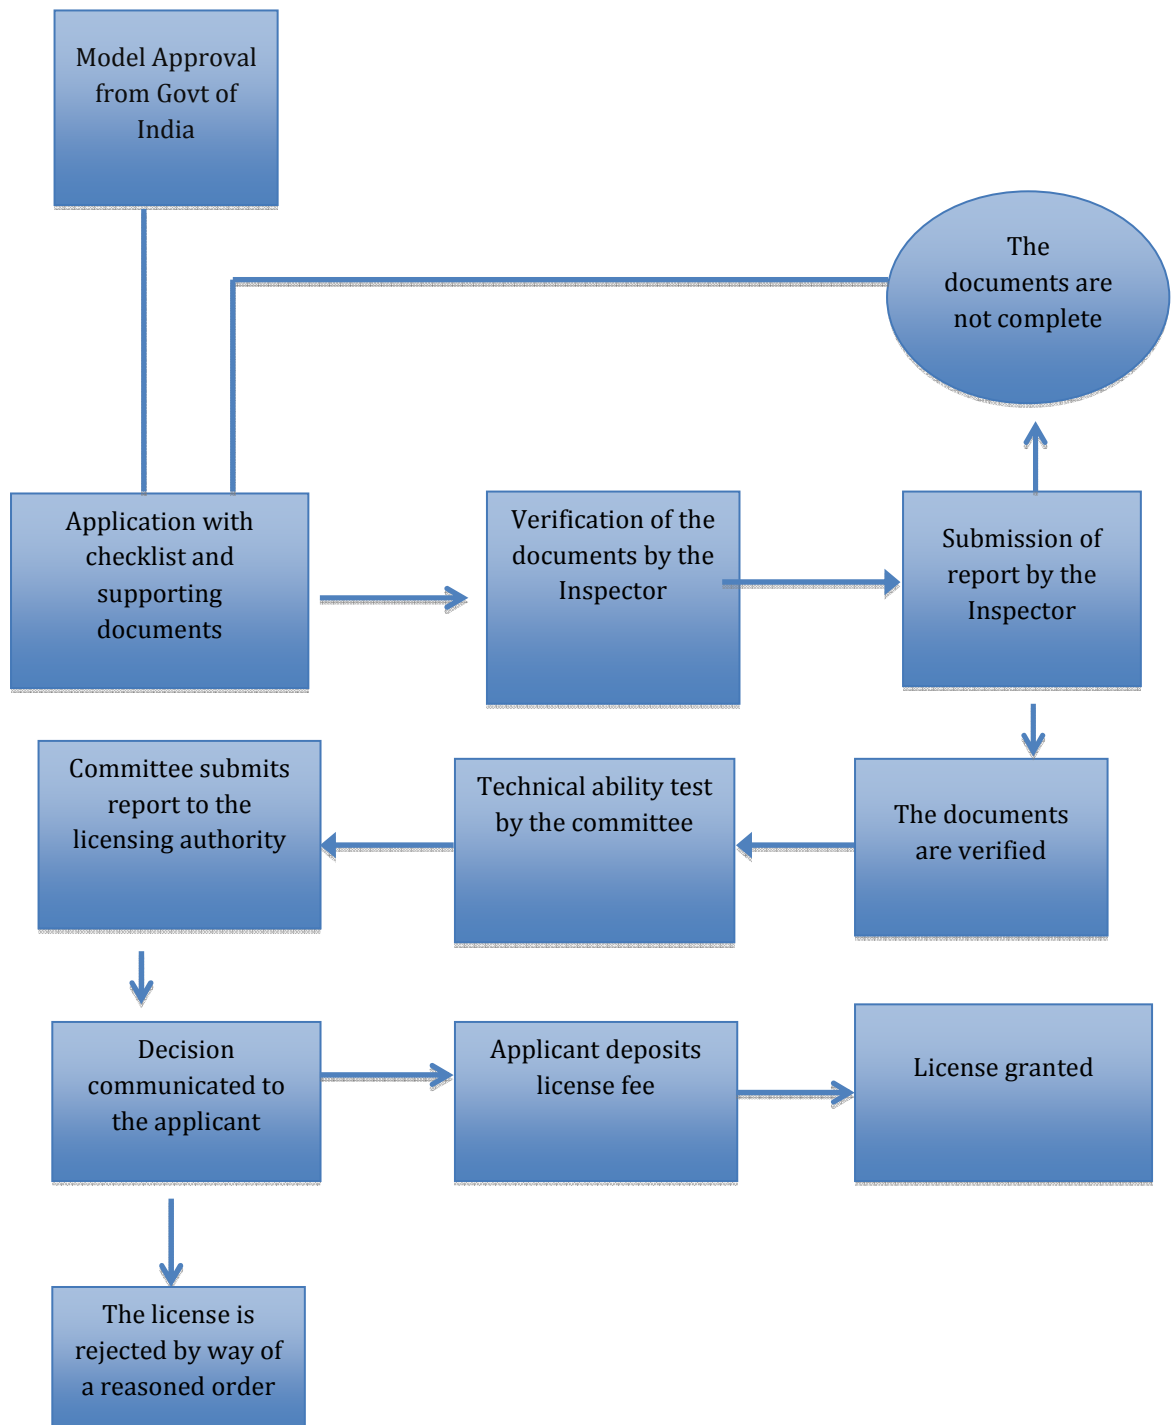 Model Approval
from Govt of
India
The
documents are
not complete
Application with
checklist and
supporting
documents
Verification of the
documents by the
Inspector
Submission of
report by the
Inspector
Committee submits
report to the
licensing authority
Technical ability test
by the committee
The documents
are verified
Decision
communicated to
the applicant
Applicant deposits
license fee
License granted
The license is
rejected by way of
a reasoned order